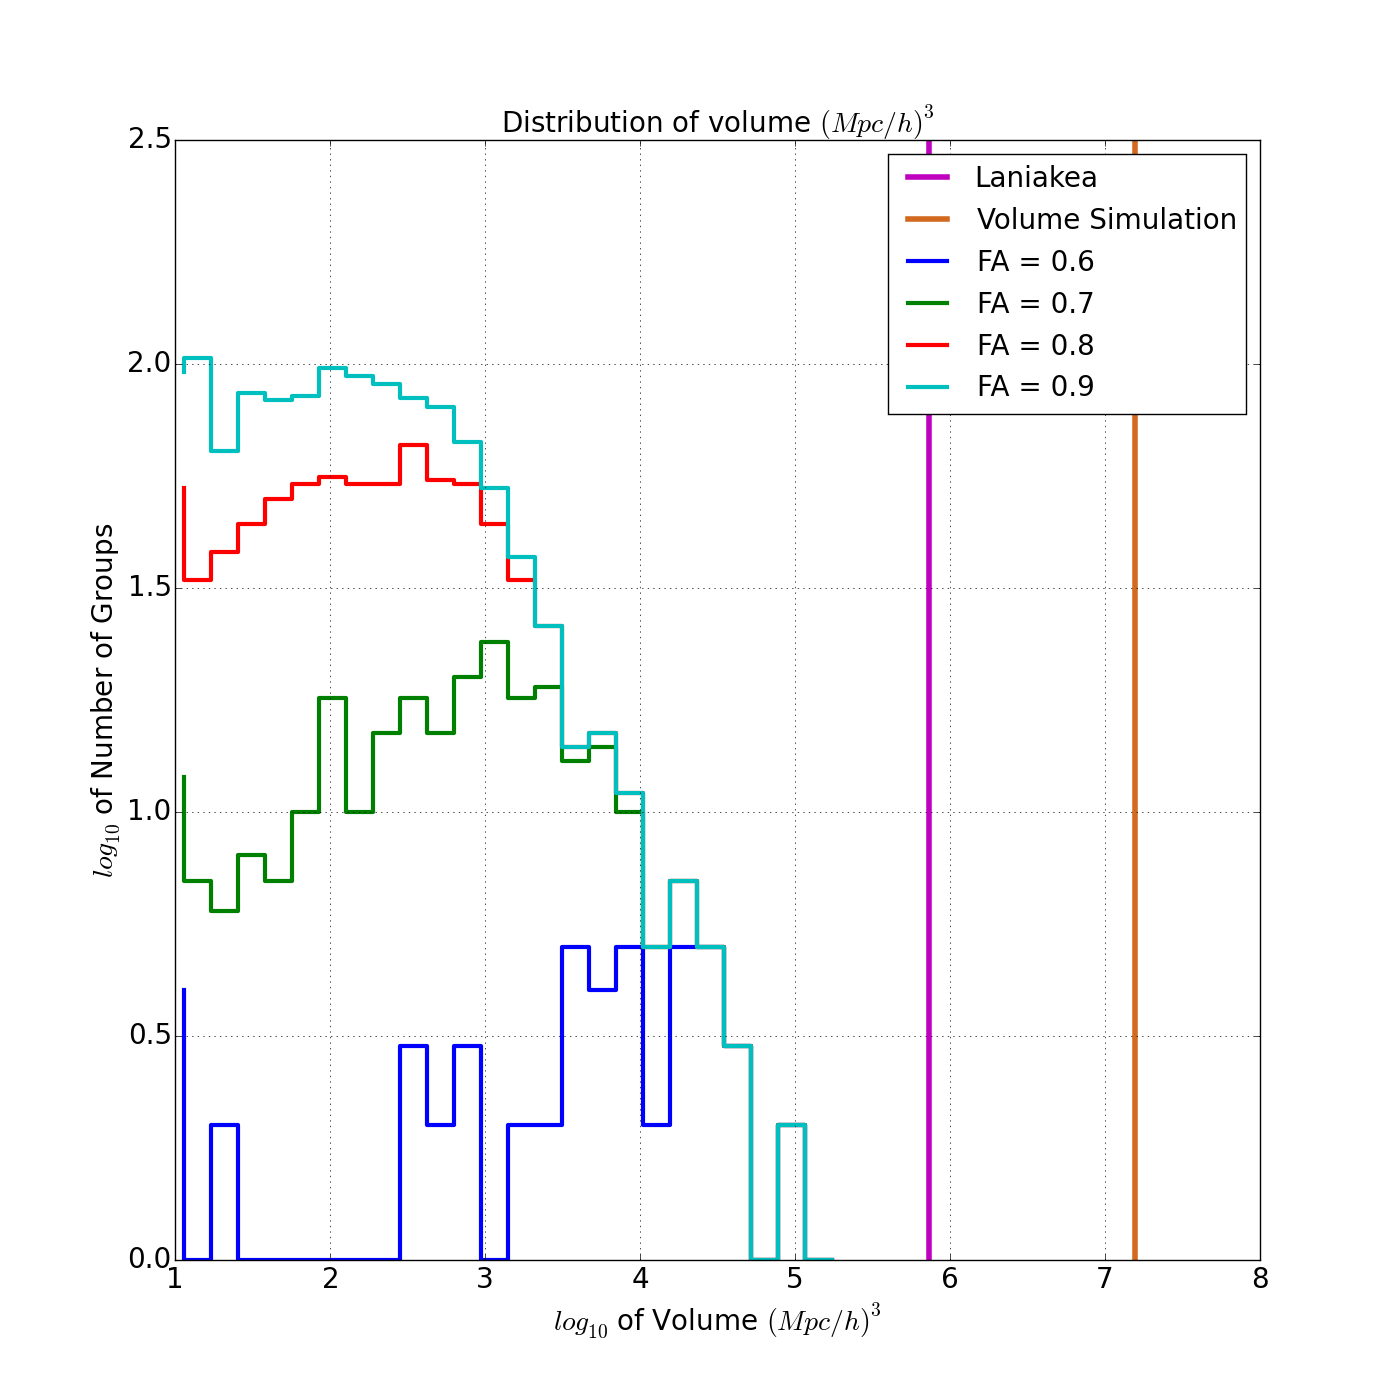 Distribution of volume (Mpc/h)³
2.5
2.0
1.5
1.0
0.5
0.0
log₁₀ of Number of Groups
Laniakea
Volume Simulation
FA = 0.6
FA = 0.7
FA = 0.8
FA = 0.9
1 2 3 4 5 6 7 8
log₁₀ of Volume (Mpc/h)³